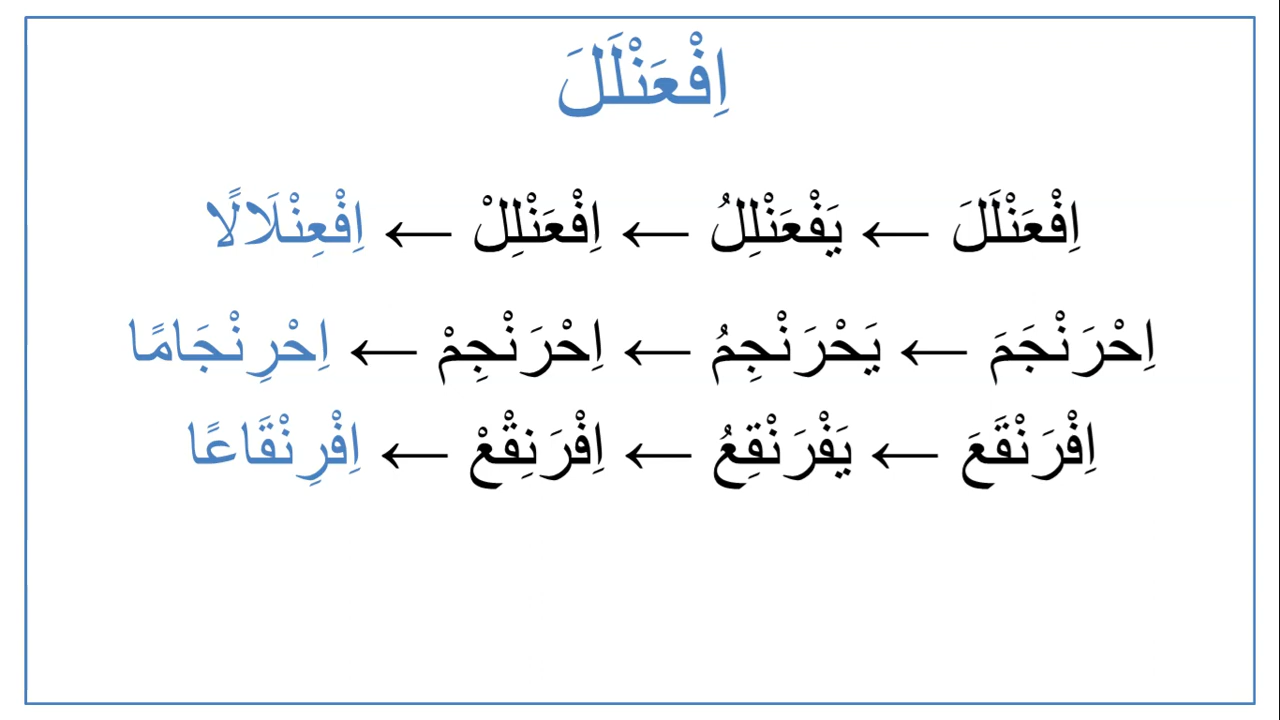 اِفْعَنْلَلَ
اِفْعَنْلَلَ ← يَفْعَنْلِلُ ← اِفْعَنْلِلْ ← اِفْعِنْلَالًا
اِحْرَنْجَمَ ← يَحْرَنْجِمُ ← اِحْرَنْجِمْ ← اِحْرِنْجَامًا
اِفْرَنْقَعَ ← يَفْرَنْقِعُ ← اِفْرَنِقْعْ ← اِفْرِنْقَاعًا